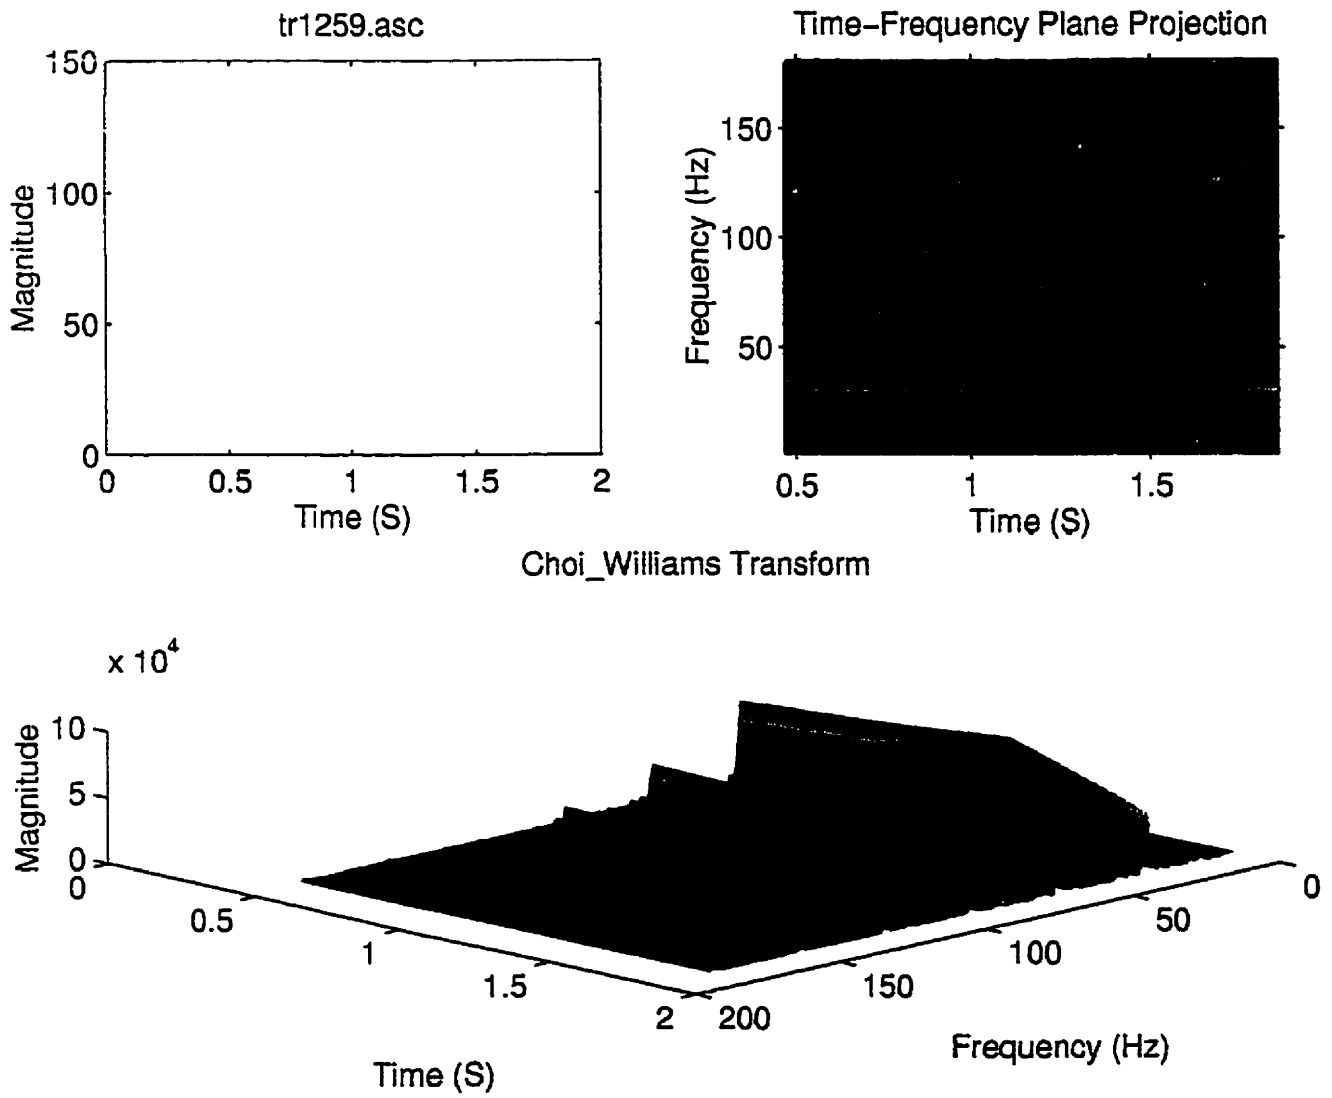 tr1259.asc
150
100
50
0
Magnitude
0 0.5 1 1.5 2
Time (S)
Time-Frequency Plane Projection
150
100
50
Frequency (Hz)
0.5 1 1.5
Time (S)
Choi_Williams Transform
x 10^4
10
5
0
Magnitude
0
0.5
1
1.5
2
Time (S)
0
50
100
150
200
Frequency (Hz)